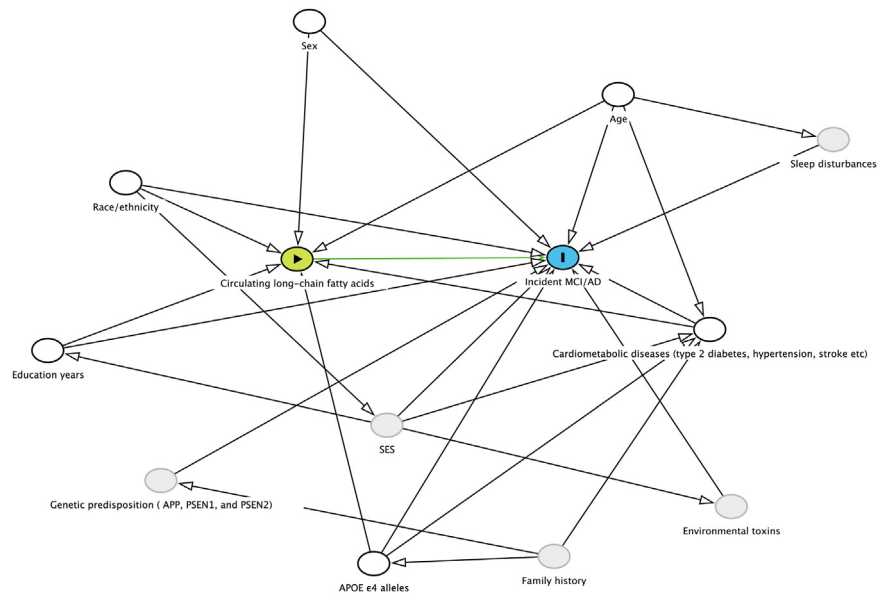 Sex
Age
Sleep disturbances
Race/ethnicity
Circulating long-chain fatty acids
Incident MCI/AD
Cardiometabolic diseases (type 2 diabetes, hypertension, stroke etc)
Education years
SES
Genetic predisposition ( APP, PSEN1, and PSEN2)
Environmental toxins
Family history
APOE ϵ4 alleles